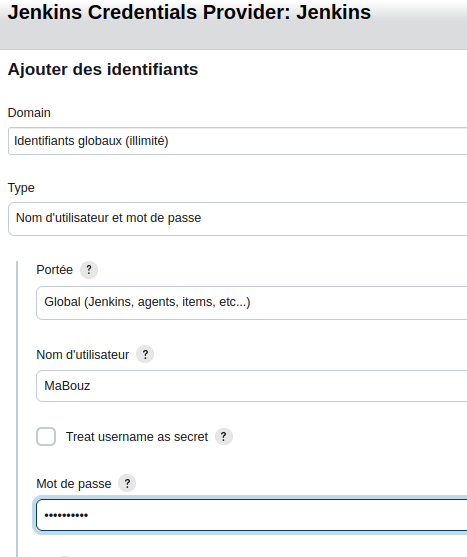 Jenkins Credentials Provider: Jenkins
Ajouter des identifiants
Domain
Identifiants globaux (illimité)
Type
Nom d'utilisateur et mot de passe
Portée ?
Global (Jenkins, agents, items, etc...)
Nom d'utilisateur ?
MaBouz
Treat username as secret ?
Mot de passe ?
••••••••••